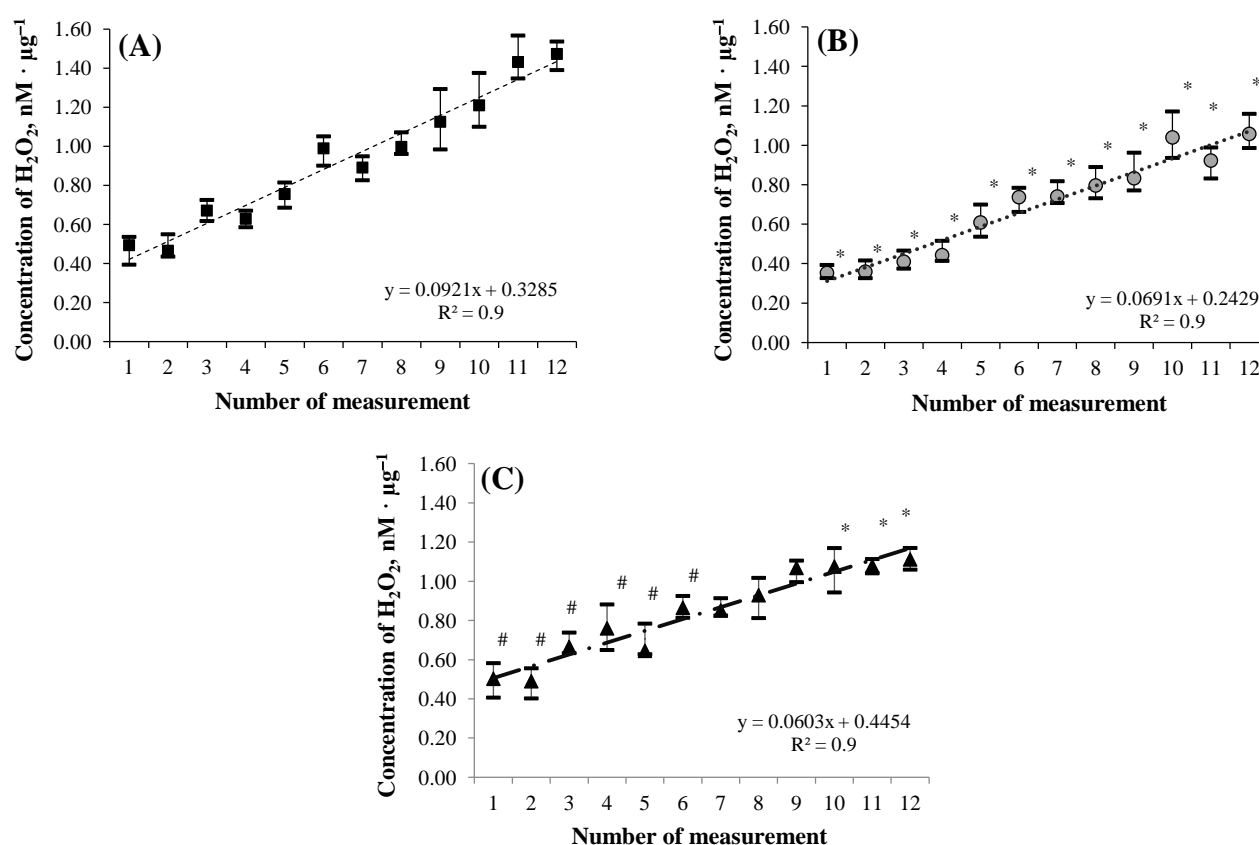 (A)
Concentration of H₂O₂, nM · µg⁻¹
1.60
1.40
1.20
1.00
0.80
0.60
0.40
0.20
0.00
y = 0.0921x + 0.3285
R² = 0.9
1 2 3 4 5 6 7 8 9 10 11 12
Number of measurement
(B)
Concentration of H₂O₂, nM · µg⁻¹
1.60
1.40
1.20
1.00
0.80
0.60
0.40
0.20
0.00
* * * * * * * * * * * *
y = 0.0691x + 0.2429
R² = 0.9
1 2 3 4 5 6 7 8 9 10 11 12
Number of measurement
(C)
Concentration of H₂O₂, nM · µg⁻¹
1.60
1.40
1.20
1.00
0.80
0.60
0.40
0.20
0.00
# # # # # # * * *
y = 0.0603x + 0.4454
R² = 0.9
1 2 3 4 5 6 7 8 9 10 11 12
Number of measurement